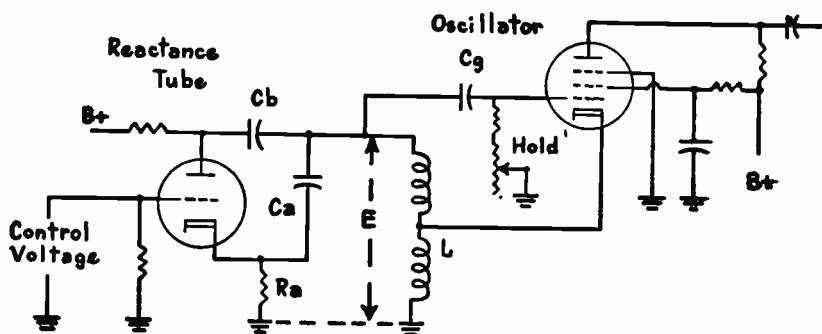 Oscillator
Reactance
Tube
Cg
Cb
B+
Hold
Ca
B+
E
Control
Voltage
L
Ra